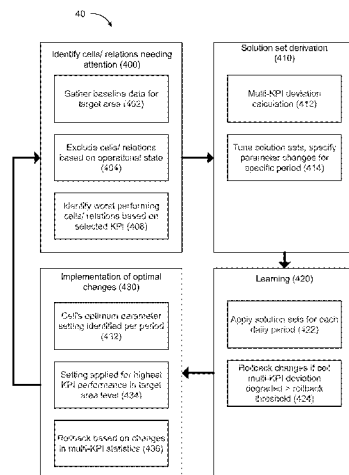 40
Identify cells/ relations needing
attention (400)
Gather baseline data for
target area (402)
Exclude cells/ relations
based on operational state
(404)
Identify worst performing
cells/ relations based on
selected KPI (406)
Solution set derivation
(410)
Multi-KPI deviation
calculation (412)
Tune solution sets, specify
parameter changes for
specific period (414)
Learning (420)
Apply solution sets for each
daily period (422)
Rollback changes if cell
multi-KPI deviation
degraded > rollback
threshold (424)
Implementation of optimal
changes (430)
Cell's optimum parameter
setting identified per period
(432)
Setting applied for highest
KPI performance in target
area level (434)
Rollback based on changes
in multi-KPI statistics (436)